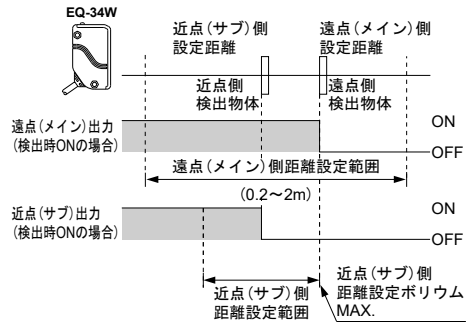 EQ-34W
近点(サブ)側
設定距離
遠点(メイン)側
設定距離
近点側
検出物体
遠点側
検出物体
遠点(メイン)出力
(検出時ONの場合)
ON
OFF
遠点(メイン)側距離設定範囲
(0.2～2m)
近点(サブ)出力
(検出時ONの場合)
ON
OFF
近点(サブ)側
距離設定範囲
近点(サブ)側
距離設定ボリウム
MAX.